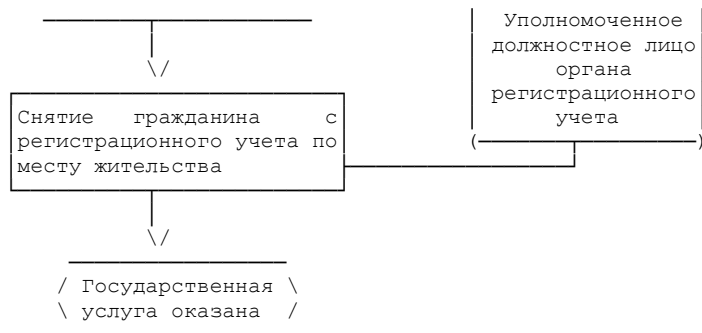 Уполномоченное
должностное лицо
органа
регистрационного
учета
Снятие гражданина с
регистрационного учета по
месту жительства
Государственная
услуга оказана